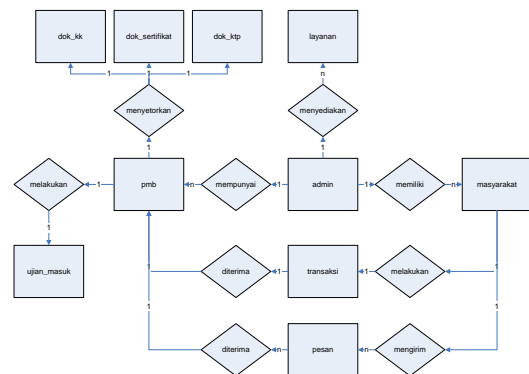 dok_kk
dok_sertifikat
dok_ktp
layanan
1
1
1
n
menyetorkan
menyediakan
1
1
melakukan
1
pmb
n
mempunyai
1
admin
1
memiliki
n
masyarakat
1
ujian_masuk
1
diterima
1
transaksi
1
melakukan
1
1
diterima
n
pesan
n
mengirim
1